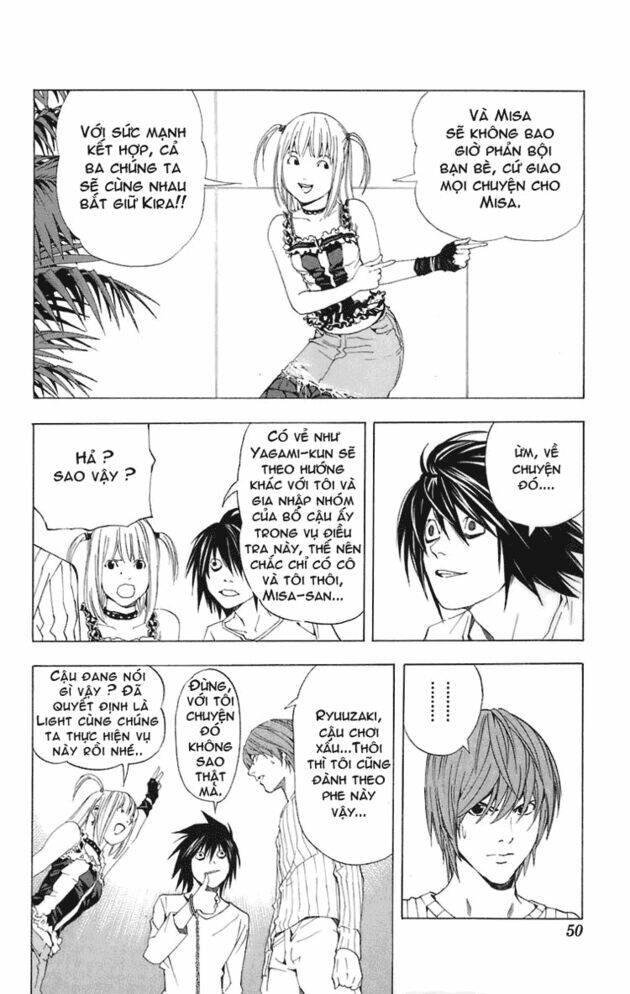 VÀ MISA
SẼ KHÔNG BAO
GIỜ PHẢN BỘI
BẠN BÈ, CỨ GIAO
MỌI CHUYỆN CHO
MISA.
VỚI SỨC MẠNH
KẾT HỢP, CẢ
BA CHÚNG TA
SẼ CÙNG NHAU
BẮT GIỮ KIRA!!
ỪM, VỀ
CHUYỆN
ĐÓ....
CÓ VẺ NHƯ
YAGAMI-KUN SẼ
THEO HƯỚNG
KHÁC VỚI TÔI VÀ
GIA NHẬP NHÓM
CỦA BỐ CẬU ẤY
TRONG VỤ ĐIỀU
TRA NÀY, THẾ NÊN
CHẮC CHỈ CÓ CÔ
VÀ TÔI THÔI,
MISA-SAN...
HẢ ?
SAO VẬY ?
RYUUZAKI,
CẬU CHƠI
XẤU...THÔI
THÌ TÔI CŨNG
ĐÀNH THEO
PHE NÀY
VẬY...
ĐỪNG,
VỚI TÔI
CHUYỆN
ĐÓ
KHÔNG
SAO
THẬT
MÀ.
CẬU ĐANG NÓI
GÌ VẬY ? ĐÃ
QUYẾT ĐỊNH LÀ
LIGHT CÙNG CHÚNG
TA THỰC HIỆN VỤ
NÀY RỒI NHÉ..
50